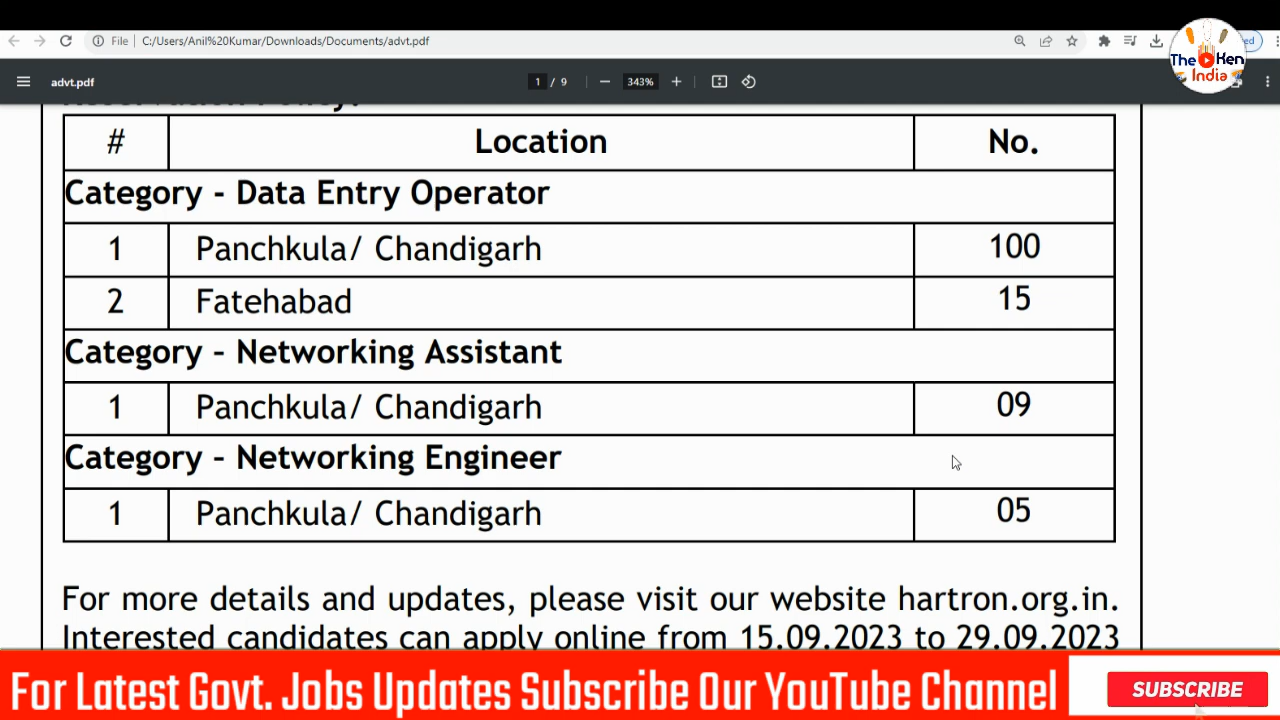 File C:/Users/Anil%20Kumar/Downloads/Documents/advt.pdf
The Ken
India
advt.pdf 1 / 9 343%
# Location No.
Category - Data Entry Operator
1 Panchkula/ Chandigarh 100
2 Fatehabad 15
Category – Networking Assistant
1 Panchkula/ Chandigarh 09
Category – Networking Engineer
1 Panchkula/ Chandigarh 05
For more details and updates, please visit our website hartron.org.in.
Interested candidates can apply online from 15.09.2023 to 29.09.2023
For Latest Govt. Jobs Updates Subscribe Our YouTube Channel SUBSCRIBE